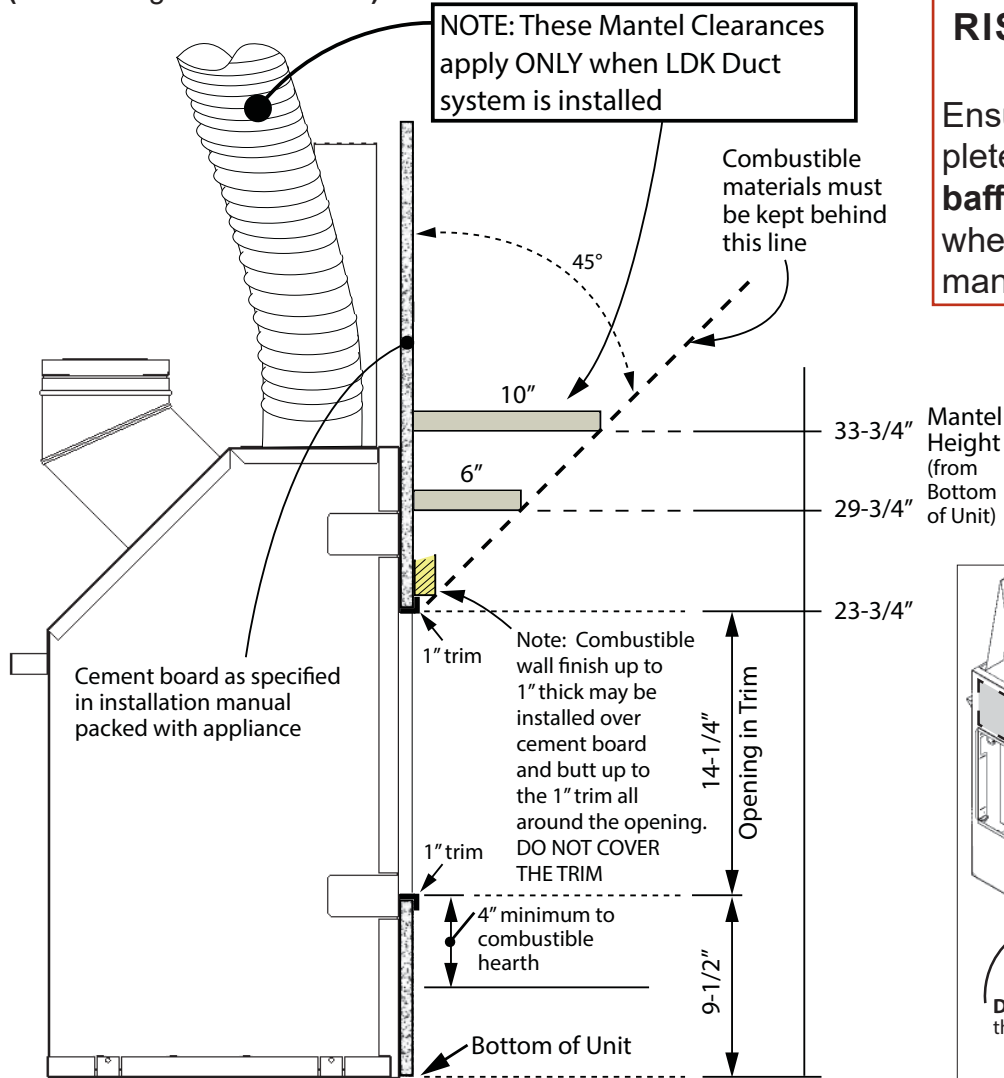 NOTE: These Mantel Clearances
apply ONLY when LDK Duct
system is installed
RIS
Ensu
plete
baff
whe
man
Combustible
materials must
be kept behind
this line
45°
10”
33-3/4”
Mantel
Height
(from
Bottom
of Unit)
6”
29-3/4”
23-3/4”
1” trim
Cement board as specified
in installation manual
packed with appliance
Note: Combustible
wall finish up to
1” thick may be
installed over
cement board
and butt up to
the 1” trim all
around the opening.
DO NOT COVER
THE TRIM
14-1/4”
Opening in Trim
1” trim
4” minimum to
combustible
hearth
9-1/2”
Bottom of Unit
D
th